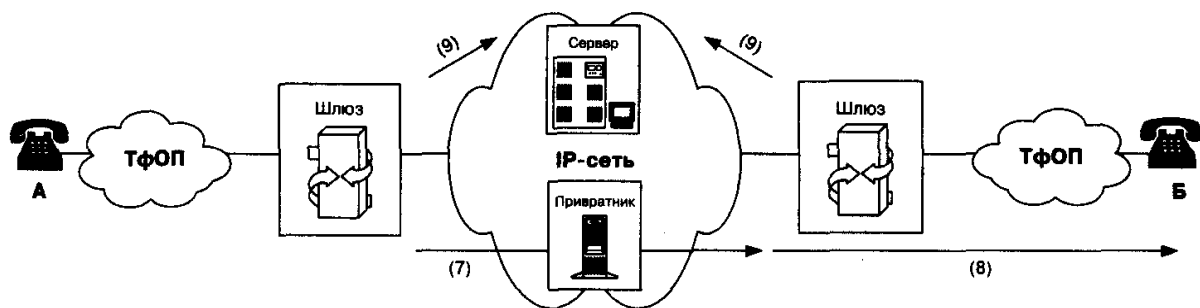 (9)
Сервер
(9)
Шлюз
Шлюз
ТфОП
IP-сеть
ТфОП
А
Б
Привратник
(7)
(8)